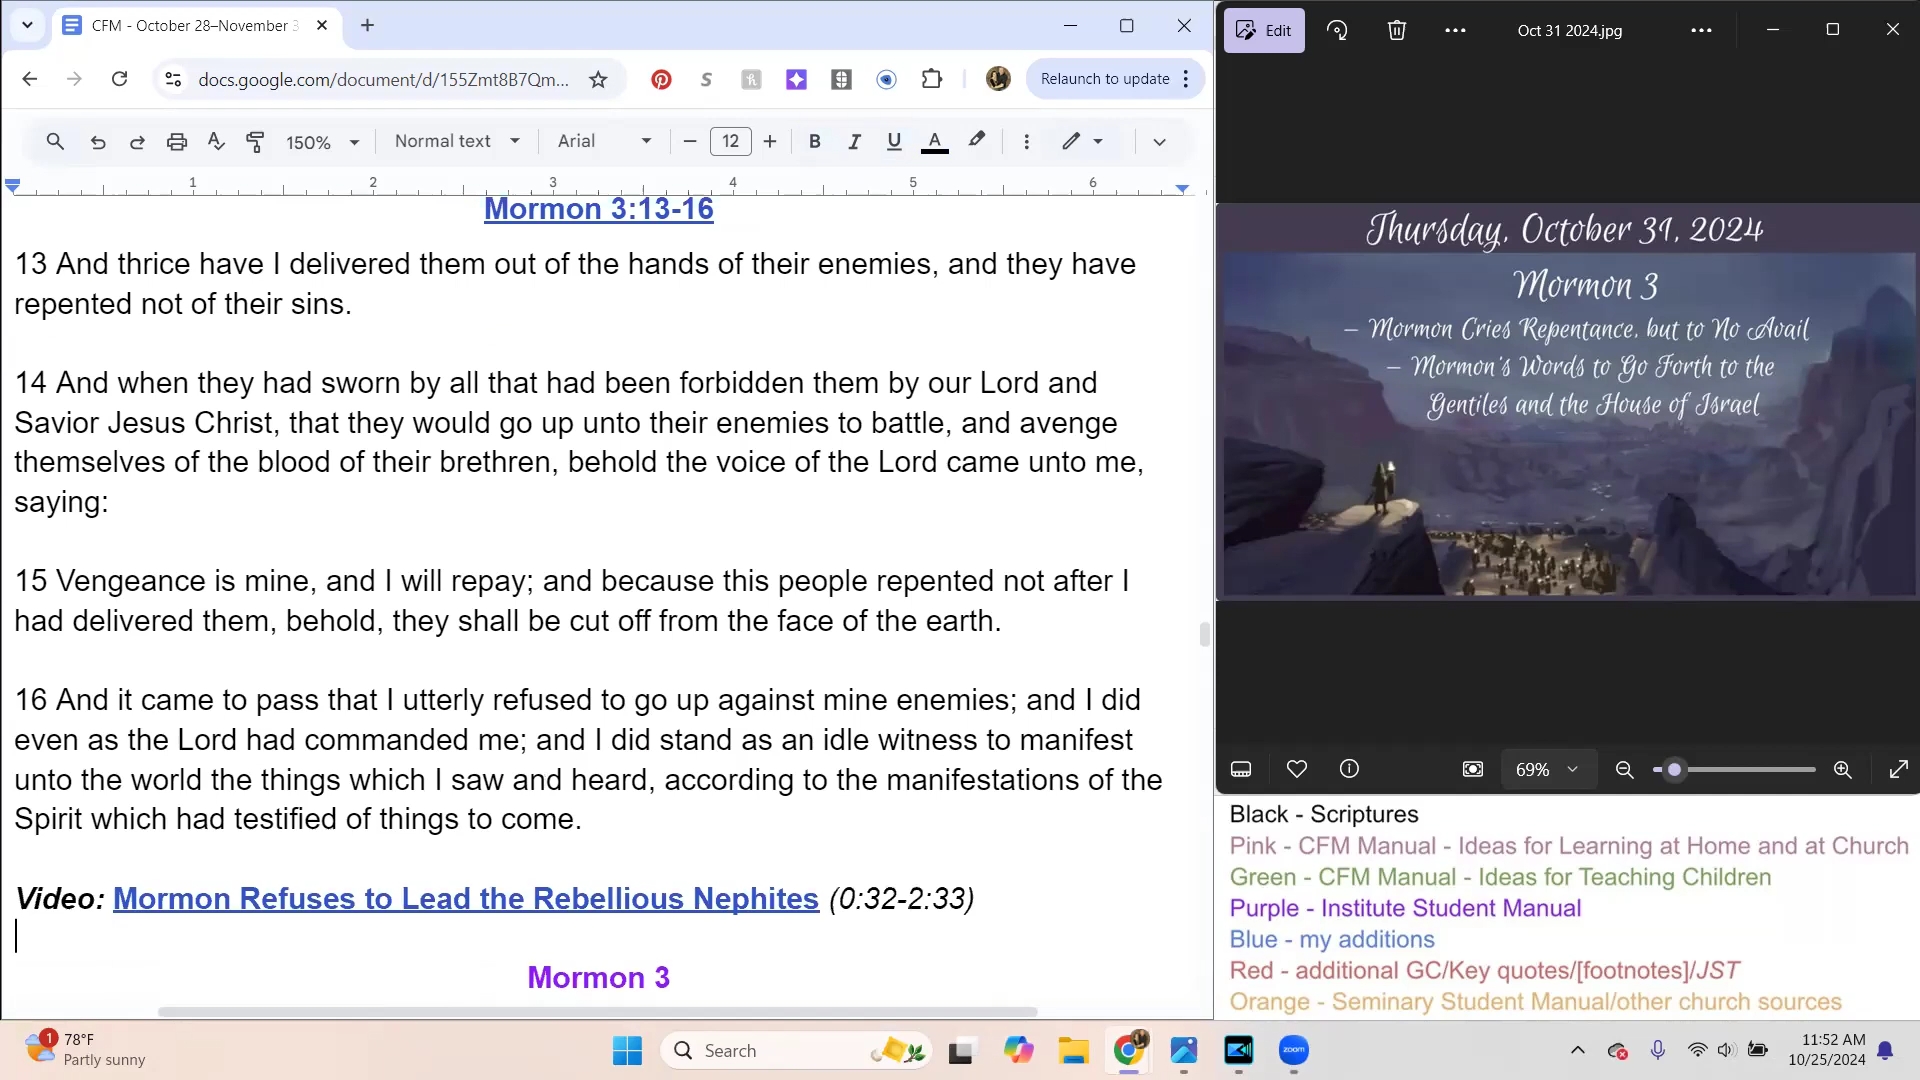 CFM - October 28–November 3
docs.google.com/document/d/155Zmt8B7Qm...
Relaunch to update
150%
Normal text
Arial
12
1 2 3 4 5 6
Mormon 3:13-16
13 And thrice have I delivered them out of the hands of their enemies, and they have
repented not of their sins.
14 And when they had sworn by all that had been forbidden them by our Lord and
Savior Jesus Christ, that they would go up unto their enemies to battle, and avenge
themselves of the blood of their brethren, behold the voice of the Lord came unto me,
saying:
15 Vengeance is mine, and I will repay; and because this people repented not after I
had delivered them, behold, they shall be cut off from the face of the earth.
16 And it came to pass that I utterly refused to go up against mine enemies; and I did
even as the Lord had commanded me; and I did stand as an idle witness to manifest
unto the world the things which I saw and heard, according to the manifestations of the
Spirit which had testified of things to come.
Video: Mormon Refuses to Lead the Rebellious Nephites (0:32-2:33)
Mormon 3
Edit
Oct 31 2024.jpg
Thursday, October 31, 2024
Mormon 3
– Mormon Cries Repentance, but to No Avail
– Mormon's Words to Go Forth to the
Gentiles and the House of Israel
69%
Black - Scriptures
Pink - CFM Manual - Ideas for Learning at Home and at Church
Green - CFM Manual - Ideas for Teaching Children
Purple - Institute Student Manual
Blue - my additions
Red - additional GC/Key quotes/[footnotes]/JST
Orange - Seminary Student Manual/other church sources
1
78°F
Partly sunny
Search
zoom
11:52 AM
10/25/2024